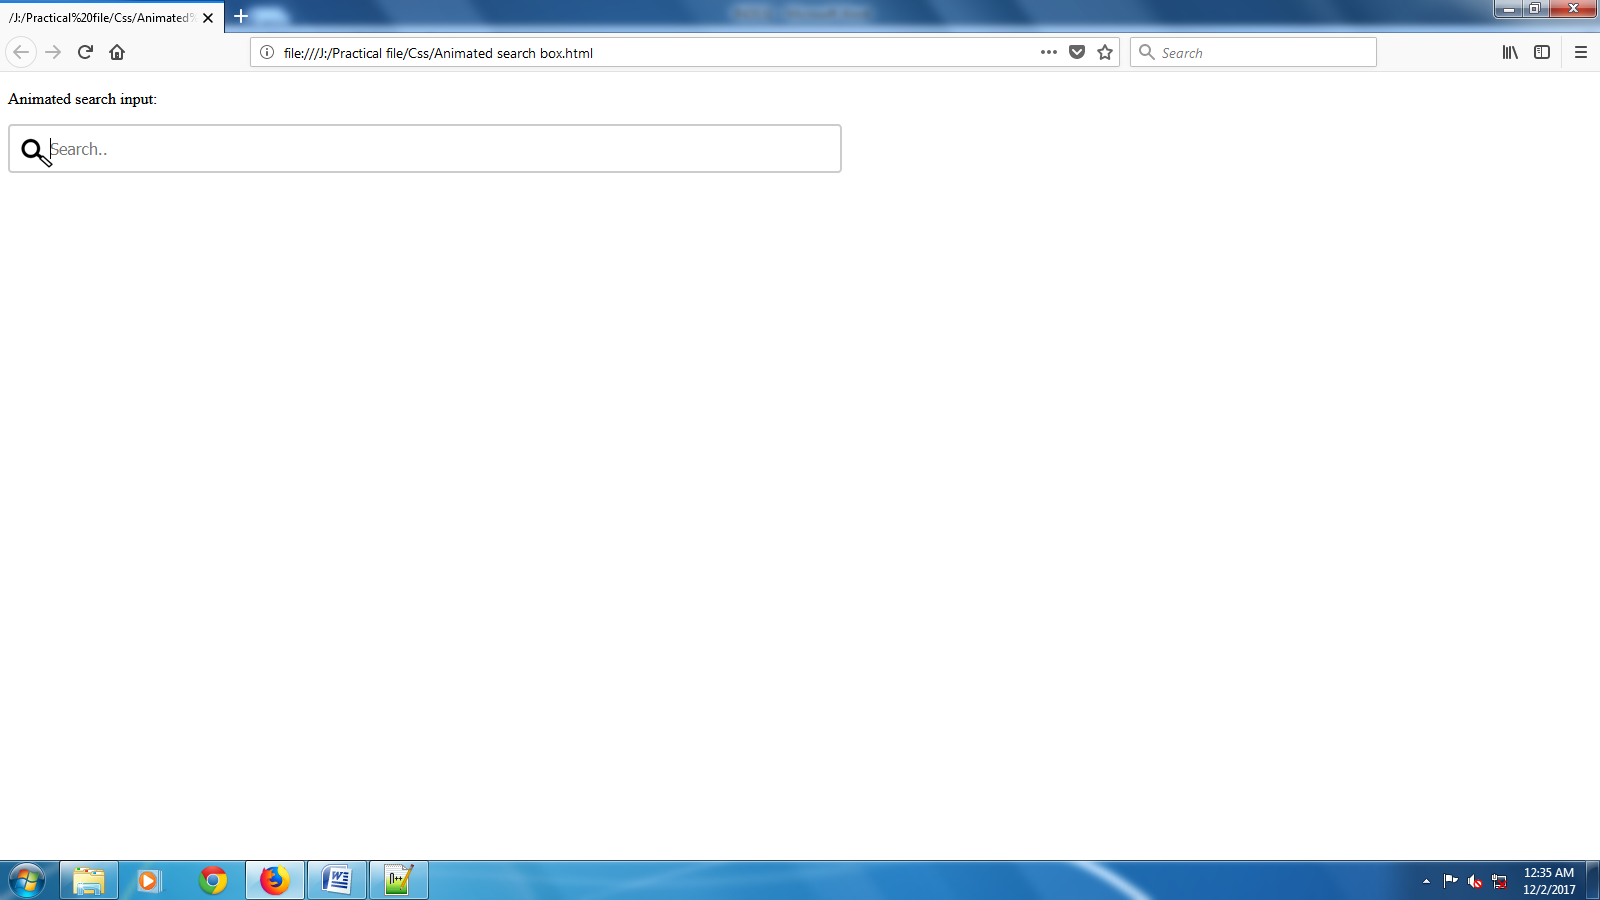 /J:/Practical%20file/Css/Animated%
file:///J:/Practical file/Css/Animated search box.html
Search
Animated search input:
Search..
12:35 AM
12/2/2017